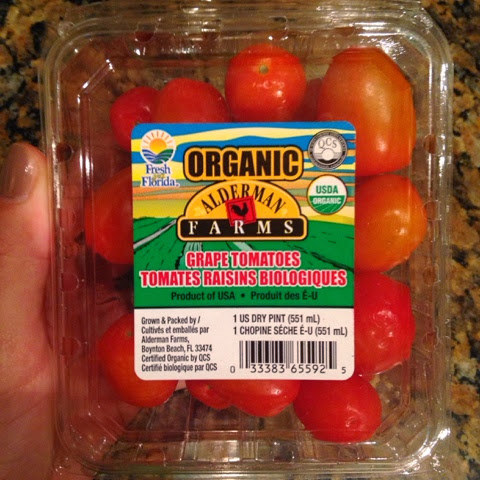 Fresh
from
Florida
ORGANIC
QCS
USDA
ORGANIC
ALDERMAN
FARMS
GRAPE TOMATOES
TOMATES RAISINS BIOLOGIQUES
Product of USA • Produit des É-U
Grown & Packed by /
Cultivés et emballés par
Alderman Farms,
Boynton Beach, FL 33474
Certified Organic by QCS
Certifié biologique par QCS
1 US DRY PINT (551 mL)
1 CHOPINE SÈCHE É-U (551 mL)
0 33383 65592 5